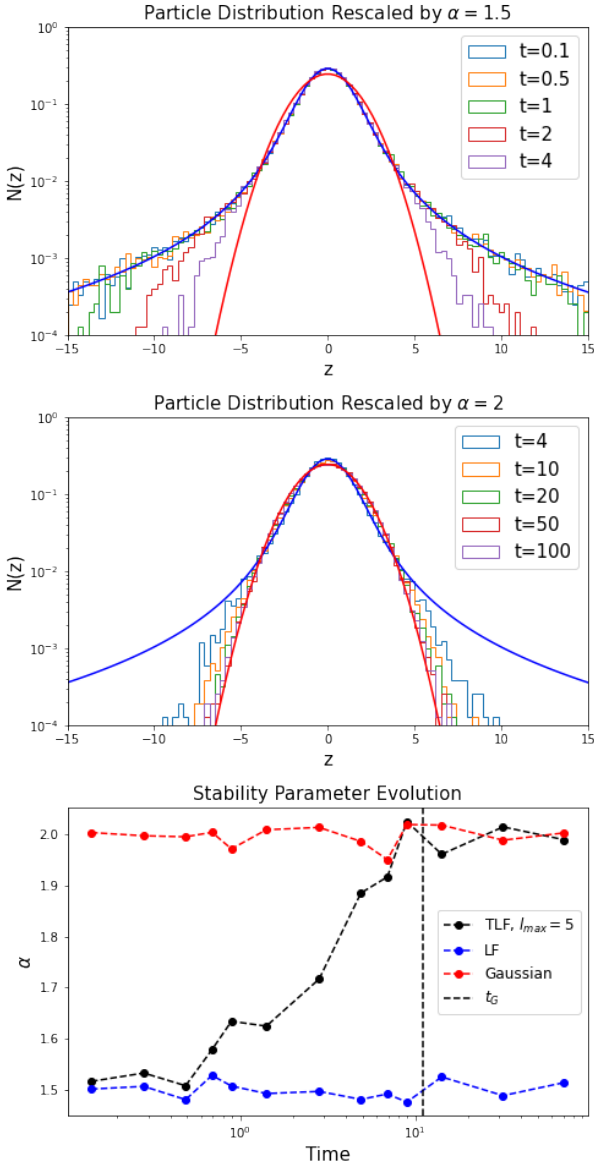 Particle Distribution Rescaled by α = 1.5
10⁰
10⁻¹
10⁻²
10⁻³
10⁻⁴
N(z)
t=0.1
t=0.5
t=1
t=2
t=4
−15 −10 −5 0 5 10 15
z
Particle Distribution Rescaled by α = 2
10⁰
10⁻¹
10⁻²
10⁻³
10⁻⁴
N(z)
t=4
t=10
t=20
t=50
t=100
−15 −10 −5 0 5 10 15
z
Stability Parameter Evolution
2.0
1.9
1.8
1.7
1.6
1.5
α
TLF, lₘₐₓ = 5
LF
Gaussian
t_G
10⁰ 10¹
Time